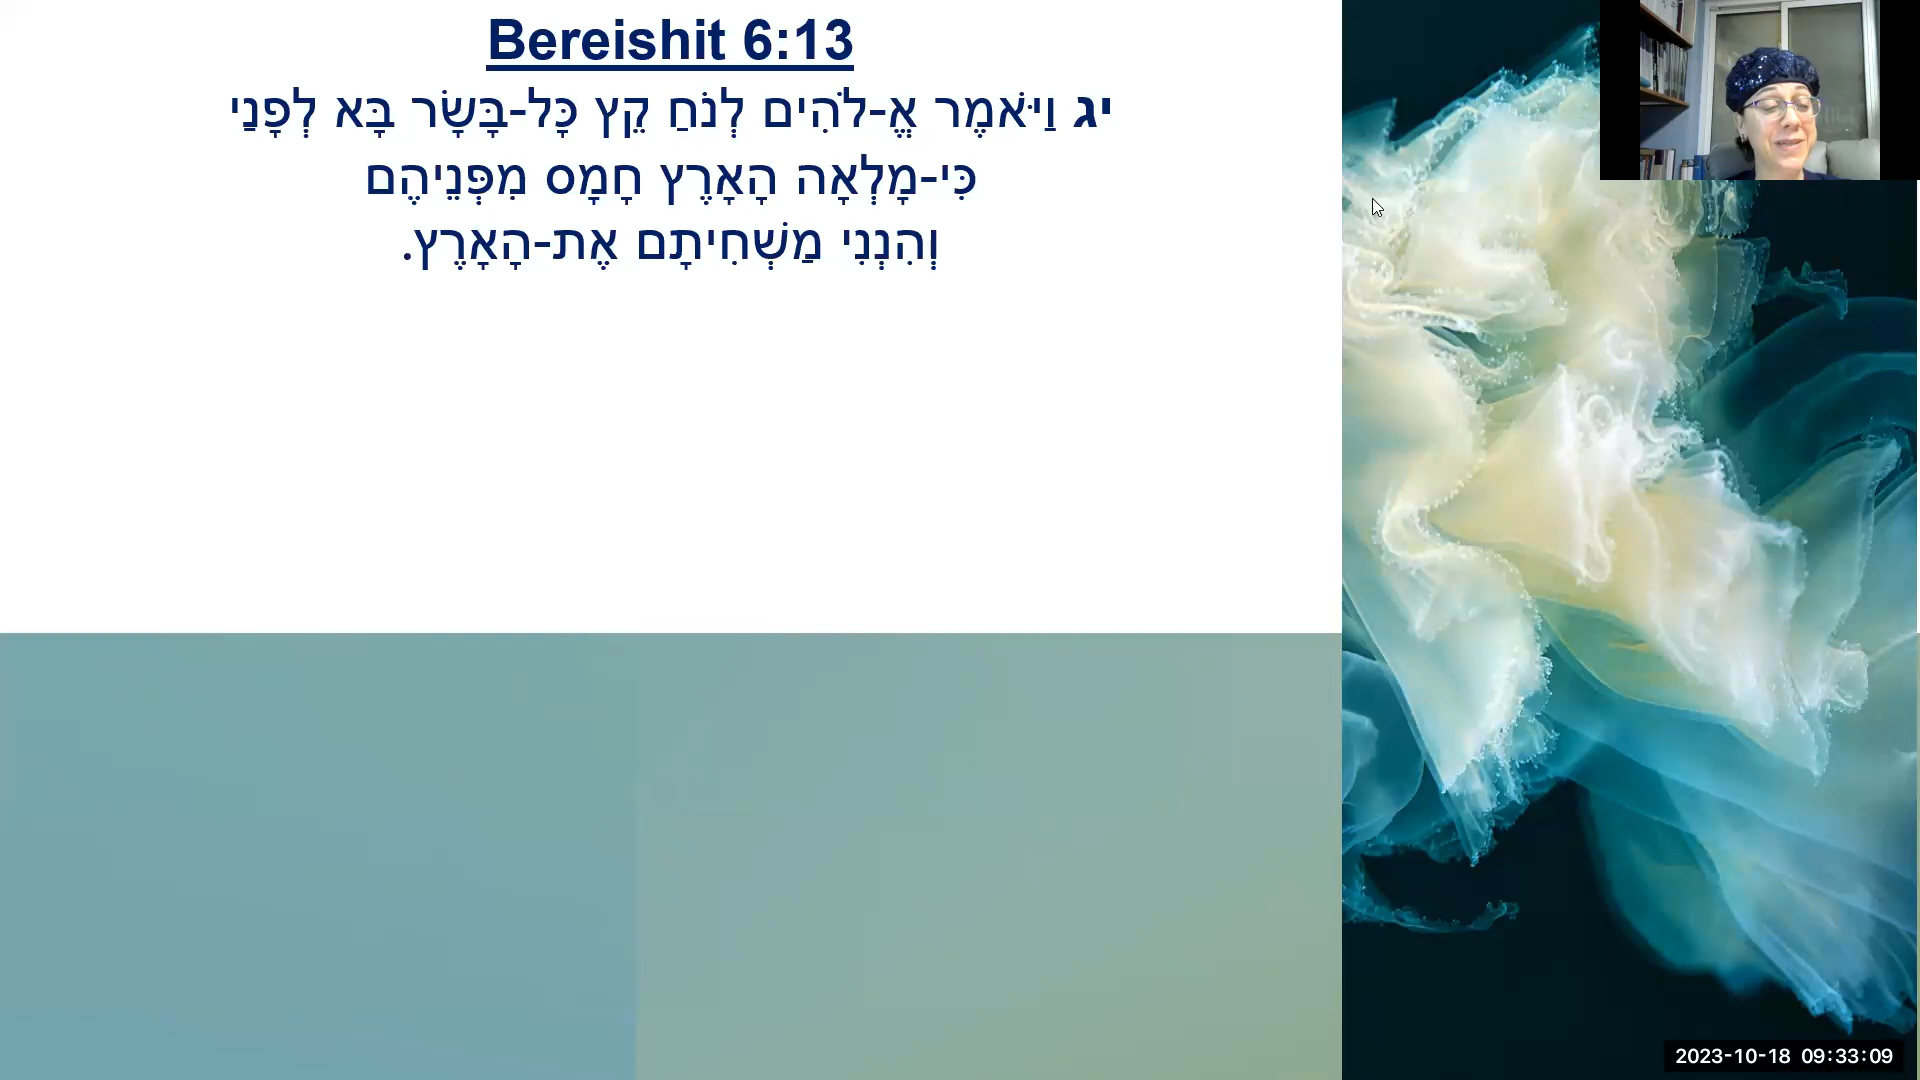 Bereishit 6:13
יג וַיֹּאמֶר אֱ-לֹהִים לְנֹחַ קֵץ כָּל-בָּשָׂר בָּא לְפָנַי
כִּי-מָלְאָה הָאָרֶץ חָמָס מִפְּנֵיהֶם
וְהִנְנִי מַשְׁחִיתָם אֶת-הָאָרֶץ.
2023-10-18 09:33:09